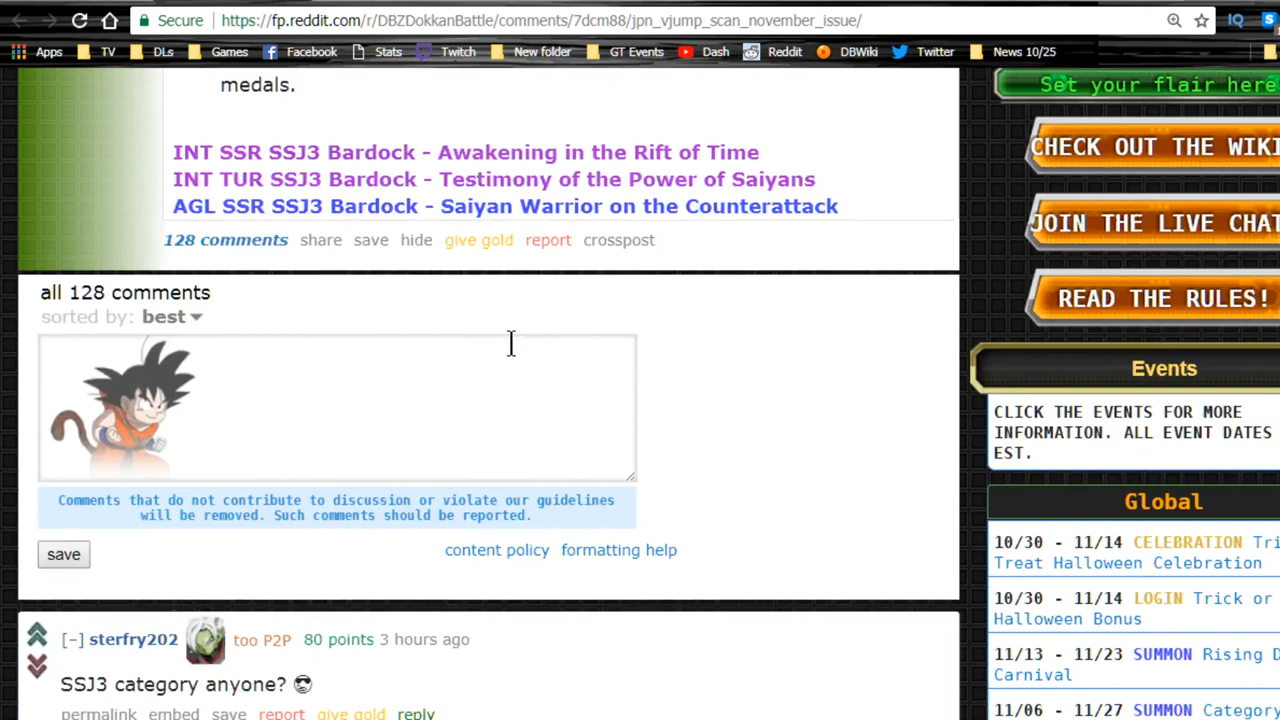 Secure https://fp.reddit.com/r/DBZDokkanBattle/comments/7dcm88/jpn_vjump_scan_november_issue/
IQ S
Apps TV DLs Games Facebook Stats Twitch New folder GT Events Dash Reddit DBWiki Twitter News 10/25
medals.
INT SSR SSJ3 Bardock - Awakening in the Rift of Time
INT TUR SSJ3 Bardock - Testimony of the Power of Saiyans
AGL SSR SSJ3 Bardock - Saiyan Warrior on the Counterattack
128 comments share save hide give gold report crosspost
all 128 comments
sorted by: best
Comments that do not contribute to discussion or violate our guidelines
will be removed. Such comments should be reported.
save
content policy formatting help
[-] sterfry202 too P2P 80 points 3 hours ago
SSJ3 category anyone? 😎
permalink embed save report give gold reply
Set your flair here
CHECK OUT THE WIKI
JOIN THE LIVE CHAT
READ THE RULES!
Events
CLICK THE EVENTS FOR MORE
INFORMATION. ALL EVENT DATES
EST.
Global
10/30 - 11/14 CELEBRATION Tri
Treat Halloween Celebration
10/30 - 11/14 LOGIN Trick or
Halloween Bonus
11/13 - 11/23 SUMMON Rising D
Carnival
11/06 - 11/27 SUMMON Category